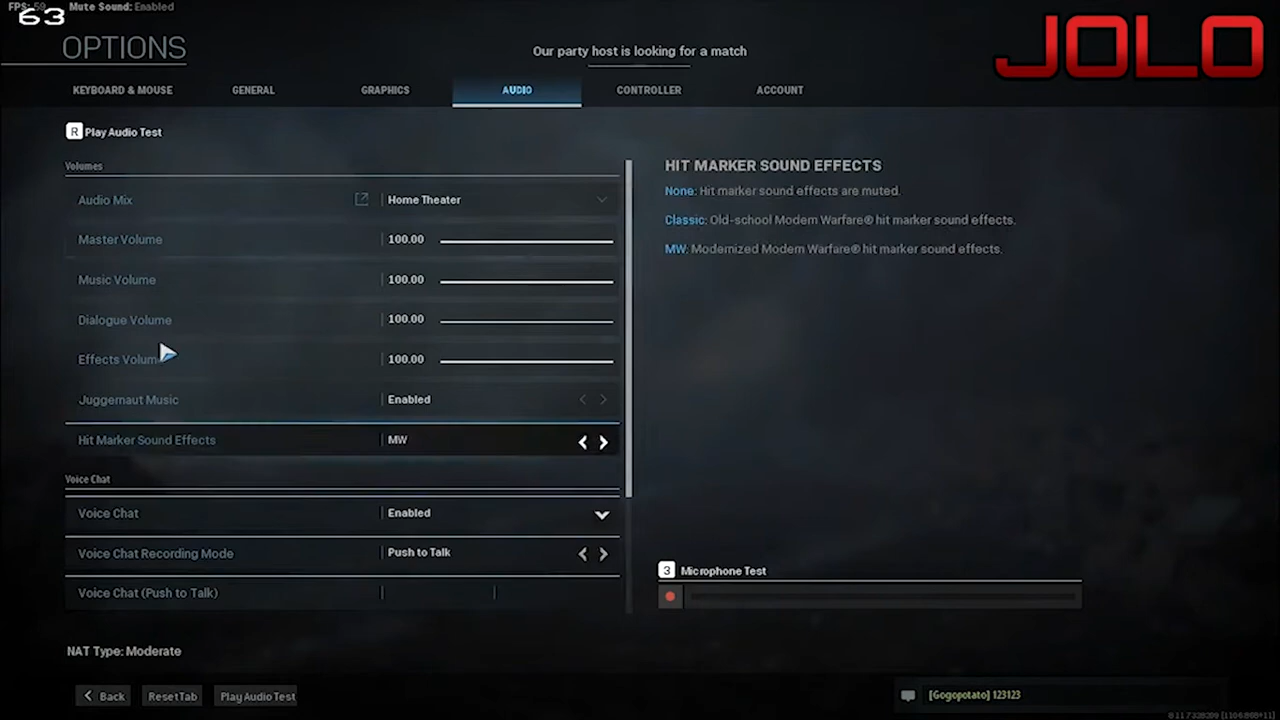 FPS: 59 Mute Sound: Enabled
63
JOLO
OPTIONS
Our party host is looking for a match
KEYBOARD & MOUSE GENERAL GRAPHICS AUDIO CONTROLLER ACCOUNT
R Play Audio Test
Volumes
Audio Mix Home Theater
Master Volume 100.00
Music Volume 100.00
Dialogue Volume 100.00
Effects Volume 100.00
Juggernaut Music Enabled
Hit Marker Sound Effects MW
Voice Chat
Voice Chat Enabled
Voice Chat Recording Mode Push to Talk
Voice Chat (Push to Talk)
HIT MARKER SOUND EFFECTS
None: Hit marker sound effects are muted.
Classic: Old-school Modern Warfare® hit marker sound effects.
MW: Modernized Modern Warfare® hit marker sound effects.
3 Microphone Test
NAT Type: Moderate
Back Reset Tab Play Audio Test
[Gogopotato] 123123